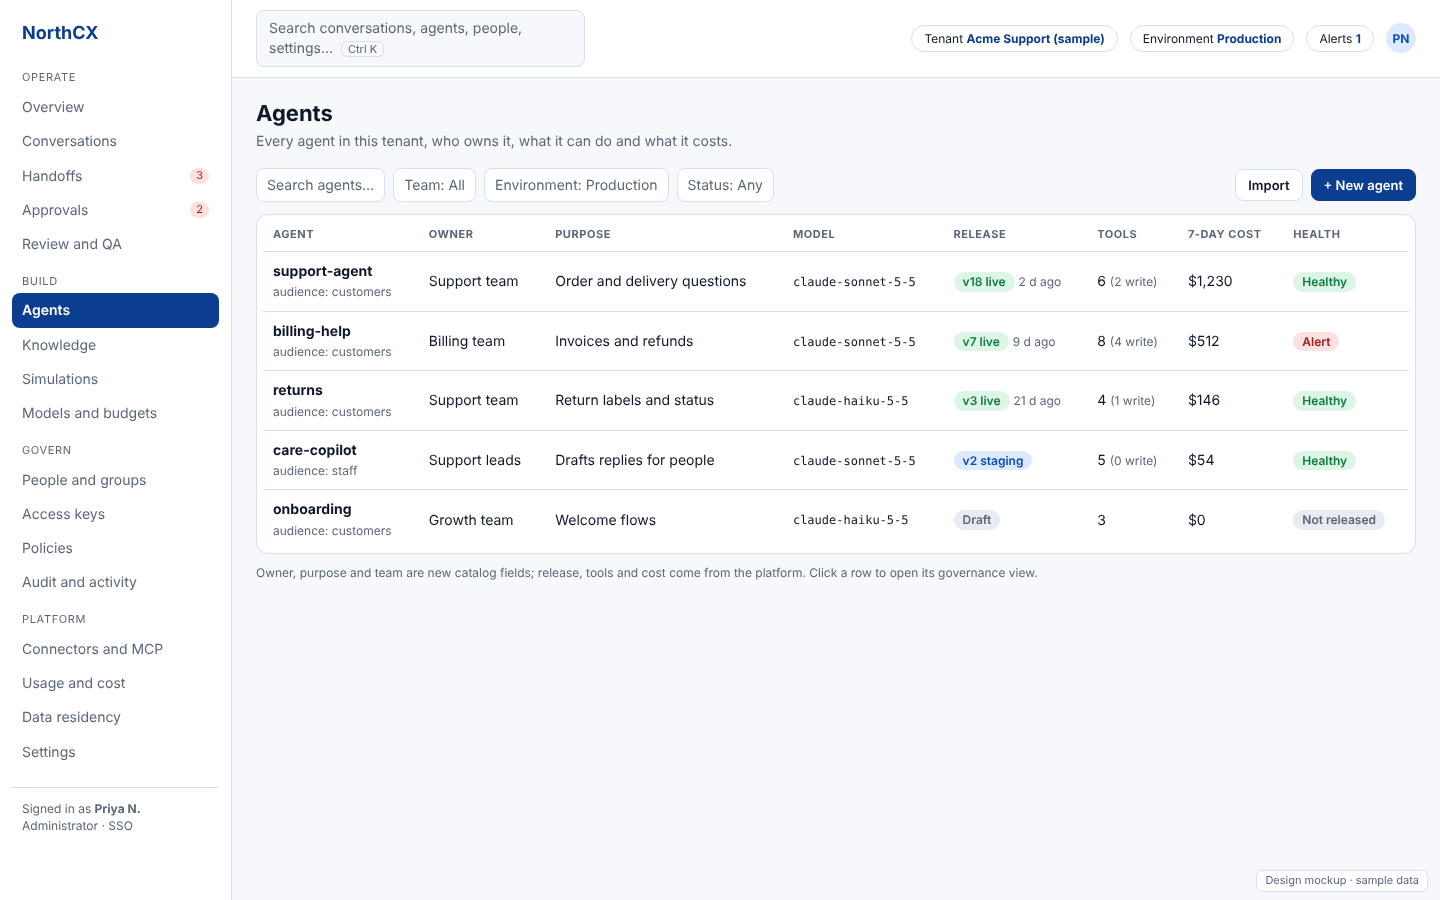 NorthCX
OPERATE
Overview
Conversations
Handoffs 3
Approvals 2
Review and QA
BUILD
Agents
Knowledge
Simulations
Models and budgets
GOVERN
People and groups
Access keys
Policies
Audit and activity
PLATFORM
Connectors and MCP
Usage and cost
Data residency
Settings
Signed in as Priya N.
Administrator · SSO
Search conversations, agents, people,
settings... Ctrl K
Tenant Acme Support (sample) Environment Production Alerts 1 PN
Agents
Every agent in this tenant, who owns it, what it can do and what it costs.
Search agents... Team: All Environment: Production Status: Any Import + New agent
AGENT OWNER PURPOSE MODEL RELEASE TOOLS 7-DAY COST HEALTH
support-agent
audience: customers
Support team Order and delivery questions claude-sonnet-5-5 v18 live 2 d ago 6 (2 write) $1,230 Healthy
billing-help
audience: customers
Billing team Invoices and refunds claude-sonnet-5-5 v7 live 9 d ago 8 (4 write) $512 Alert
returns
audience: customers
Support team Return labels and status claude-haiku-5-5 v3 live 21 d ago 4 (1 write) $146 Healthy
care-copilot
audience: staff
Support leads Drafts replies for people claude-sonnet-5-5 v2 staging 5 (0 write) $54 Healthy
onboarding
audience: customers
Growth team Welcome flows claude-haiku-5-5 Draft 3 $0 Not released
Owner, purpose and team are new catalog fields; release, tools and cost come from the platform. Click a row to open its governance view.
Design mockup · sample data